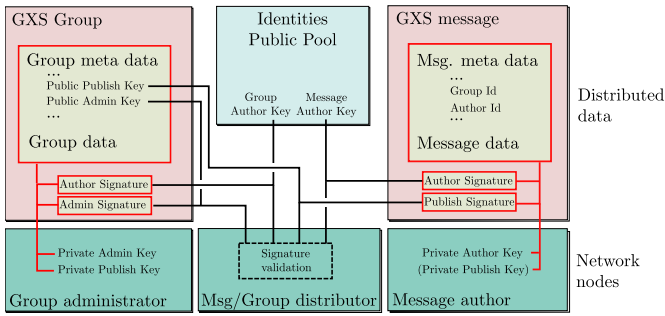 GXS Group
Group meta data
...
Public Publish Key
Public Admin Key
...
Group data
Author Signature
Admin Signature
Identities
Public Pool
Group
Author Key
Message
Author Key
GXS message
Msg. meta data
...
Group Id
Author Id
...
Message data
Author Signature
Publish Signature
Distributed
data
Private Admin Key
Private Publish Key
Group administrator
Signature
validation
Msg/Group distributor
Private Author Key
(Private Publish Key)
Message author
Network
nodes